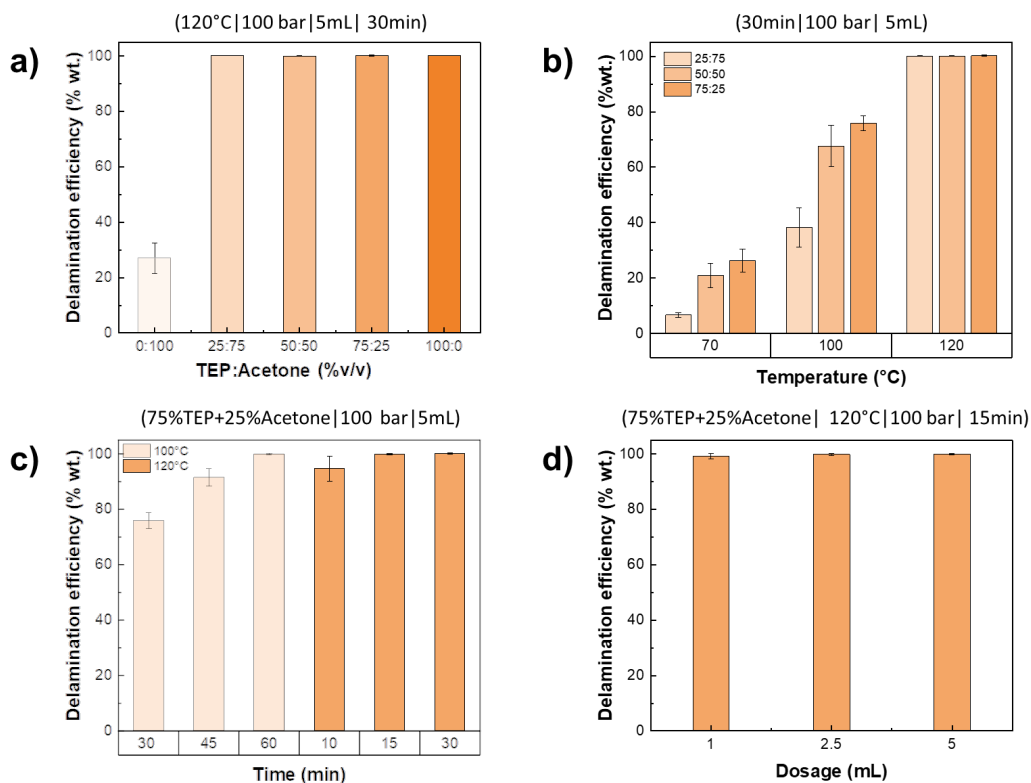 (120°C|100 bar|5mL| 30min)
a)
Delamination efficiency (% wt.)
100
80
60
40
20
0
0:100 25:75 50:50 75:25 100:0
TEP:Acetone (%v/v)
(30min|100 bar| 5mL)
b)
Delamination efficiency (%wt.)
25:75
50:50
75:25
100
80
60
40
20
0
70 100 120
Temperature (°C)
(75%TEP+25%Acetone|100 bar|5mL)
c)
Delamination efficiency (% wt.)
100°C
120°C
100
80
60
40
20
0
30 45 60 10 15 30
Time (min)
(75%TEP+25%Acetone| 120°C|100 bar| 15min)
d)
Delamination efficiency (% wt.)
100
80
60
40
20
0
1 2.5 5
Dosage (mL)